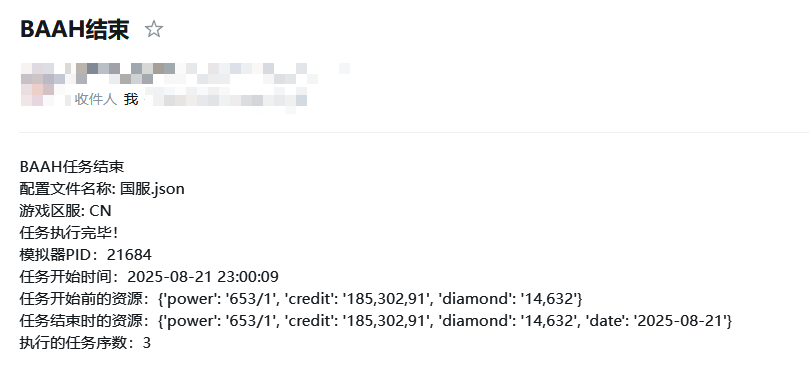 BAAH结束
收件人 我
BAAH任务结束
配置文件名称: 国服.json
游戏区服: CN
任务执行完毕!
模拟器PID：21684
任务开始时间：2025-08-21 23:00:09
任务开始前的资源：{'power': '653/1', 'credit': '185,302,91', 'diamond': '14,632'}
任务结束时的资源：{'power': '653/1', 'credit': '185,302,91', 'diamond': '14,632', 'date': '2025-08-21'}
执行的任务序数：3